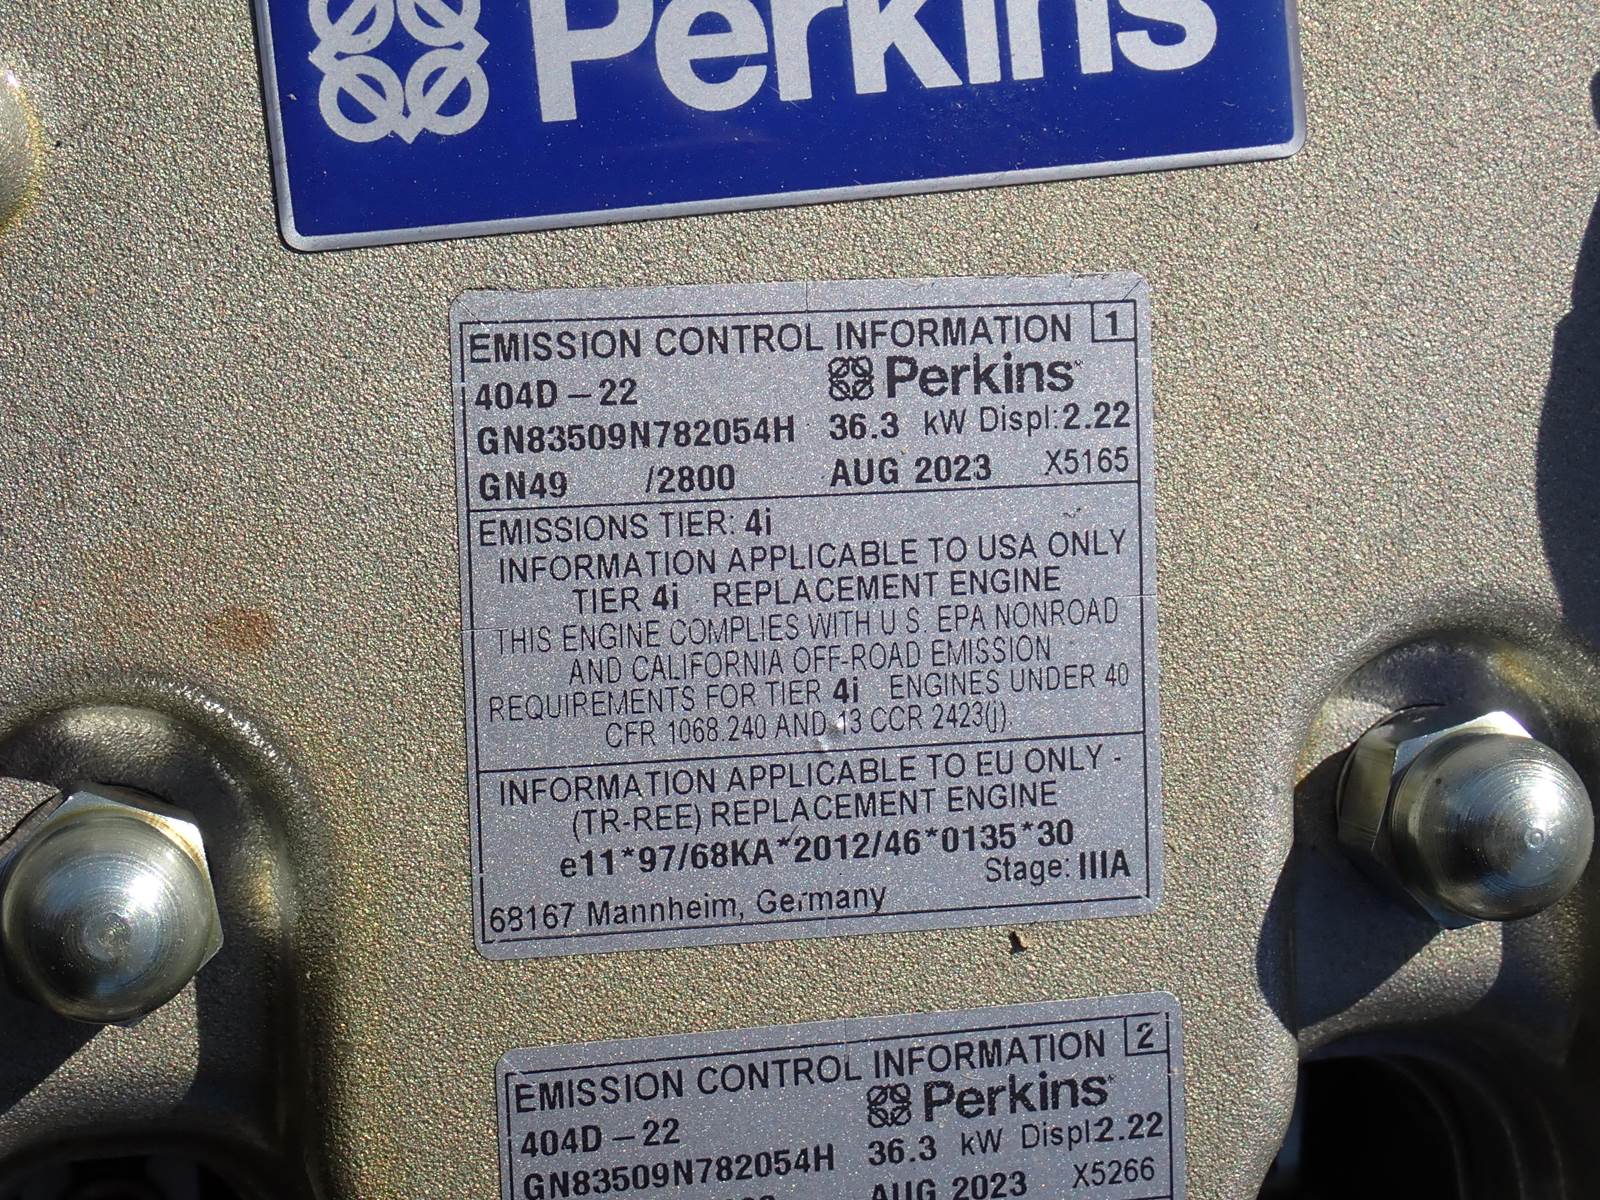 Perkins
EMISSION CONTROL INFORMATION 1
404D - 22 Perkins
GN83509N782054H 36.3 kW Displ: 2.22
GN49 /2800 AUG 2023 X5165
EMISSIONS TIER: 4i
INFORMATION APPLICABLE TO USA ONLY
TIER 4i REPLACEMENT ENGINE
THIS ENGINE COMPLIES WITH U S. EPA NONROAD
AND CALIFORNIA OFF-ROAD EMISSION
REQUIREMENTS FOR TIER 4i ENGINES UNDER 40
CFR 1068.240 AND 13 CCR 2423(j).
INFORMATION APPLICABLE TO EU ONLY -
(TR-REE) REPLACEMENT ENGINE
e11*97/68KA*2012/46*0135*30
Stage: IIIA
68167 Mannheim, Germany
EMISSION CONTROL INFORMATION 2
404D - 22 Perkins
GN83509N782054H 36.3 kW Displ 2.22
AUG 2023 X5266